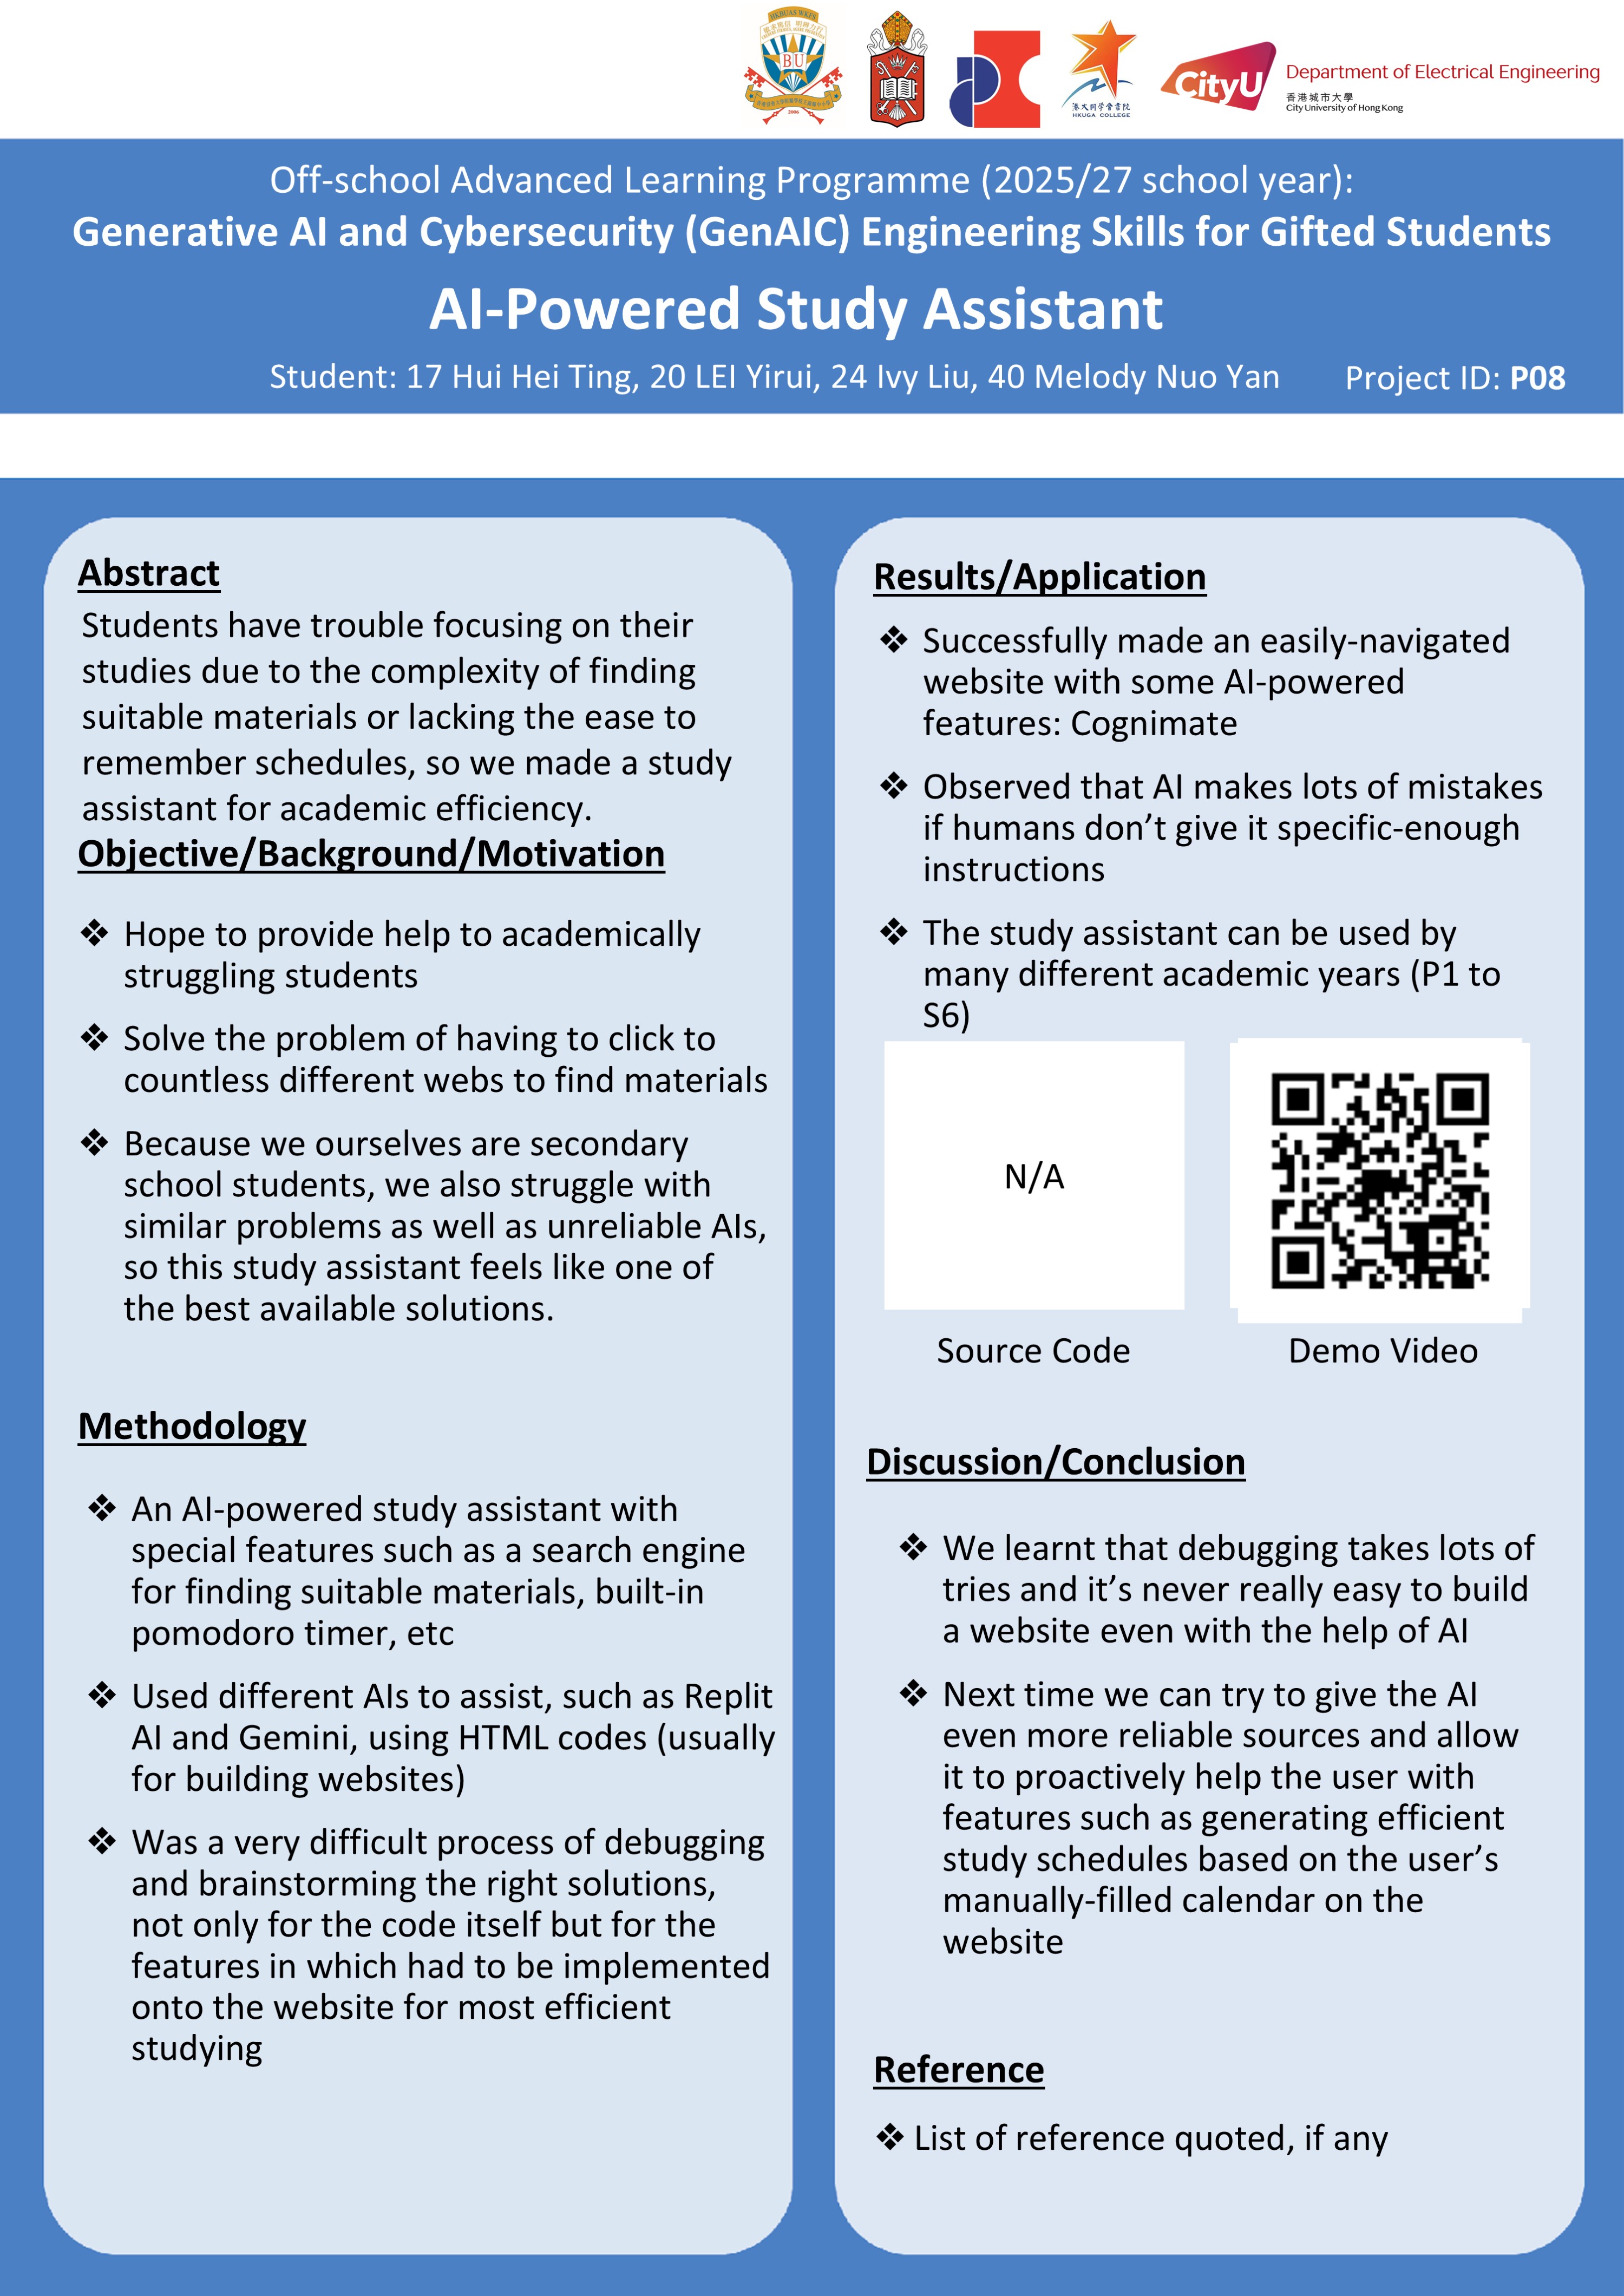 HKBUAS WKFS
BU
2006
港大同學會書院
HKUGA COLLEGE
CityU
Department of Electrical Engineering
香港城市大學
City University of Hong Kong
Off-school Advanced Learning Programme (2025/27 school year):
Generative AI and Cybersecurity (GenAIC) Engineering Skills for Gifted Students
AI-Powered Study Assistant
Student: 17 Hui Hei Ting, 20 LEI Yirui, 24 Ivy Liu, 40 Melody Nuo Yan
Project ID: P08
Abstract
Students have trouble focusing on their
studies due to the complexity of finding
suitable materials or lacking the ease to
remember schedules, so we made a study
assistant for academic efficiency.
Objective/Background/Motivation
❖ Hope to provide help to academically
struggling students
❖ Solve the problem of having to click to
countless different webs to find materials
❖ Because we ourselves are secondary
school students, we also struggle with
similar problems as well as unreliable AIs,
so this study assistant feels like one of
the best available solutions.
Methodology
❖ An AI-powered study assistant with
special features such as a search engine
for finding suitable materials, built-in
pomodoro timer, etc
❖ Used different AIs to assist, such as Replit
AI and Gemini, using HTML codes (usually
for building websites)
❖ Was a very difficult process of debugging
and brainstorming the right solutions,
not only for the code itself but for the
features in which had to be implemented
onto the website for most efficient
studying
Results/Application
❖ Successfully made an easily-navigated
website with some AI-powered
features: Cognimate
❖ Observed that AI makes lots of mistakes
if humans don’t give it specific-enough
instructions
❖ The study assistant can be used by
many different academic years (P1 to
S6)
N/A
Source Code
Demo Video
Discussion/Conclusion
❖ We learnt that debugging takes lots of
tries and it’s never really easy to build
a website even with the help of AI
❖ Next time we can try to give the AI
even more reliable sources and allow
it to proactively help the user with
features such as generating efficient
study schedules based on the user’s
manually-filled calendar on the
website
Reference
❖ List of reference quoted, if any